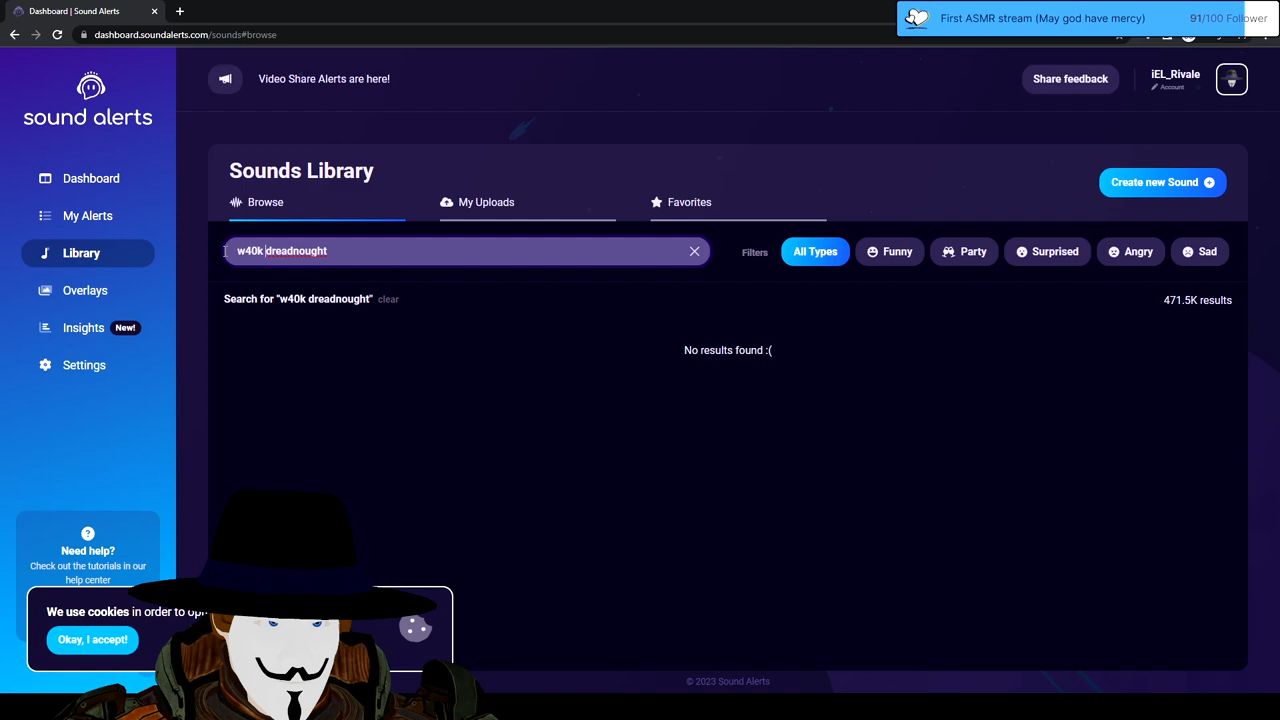 Dashboard | Sound Alerts
First ASMR stream (May god have mercy)
91/100 Follower
dashboard.soundalerts.com/sounds#browse
sound alerts
Video Share Alerts are here!
Share feedback
iEL_Rivale
Account
Dashboard
My Alerts
Library
Overlays
Insights New!
Settings
Sounds Library
Create new Sound
Browse
My Uploads
Favorites
w40k dreadnought
Filters
All Types
Funny
Party
Surprised
Angry
Sad
Search for "w40k dreadnought" clear
471.5K results
No results found :(
Need help?
Check out the tutorials in our
help center
We use cookies in order to
Okay, I accept!
© 2023 Sound Alerts